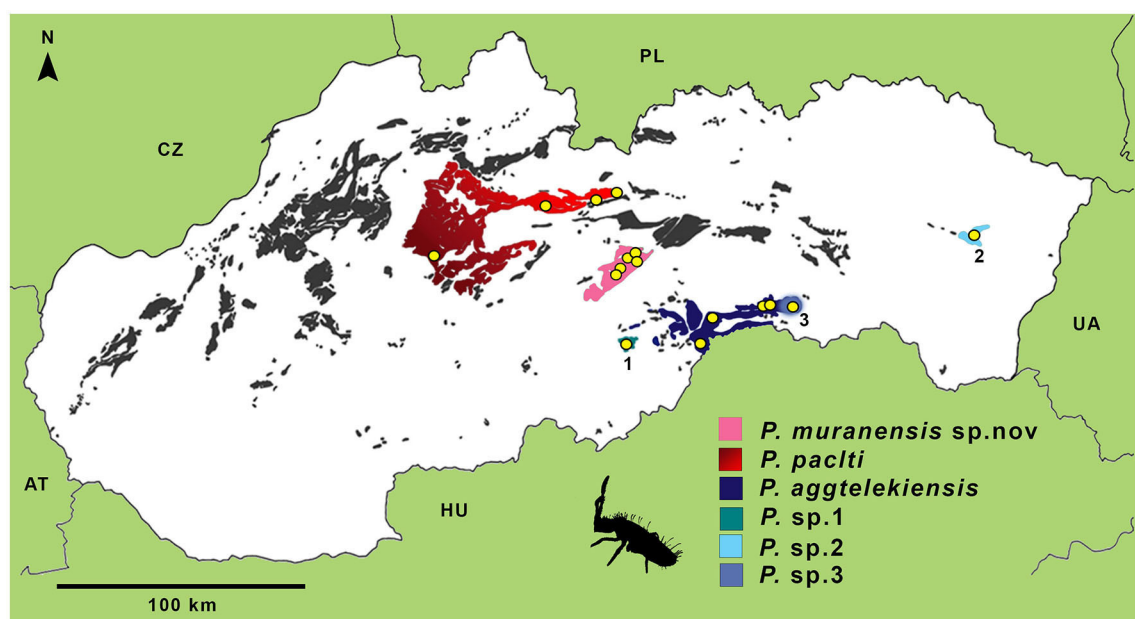 N
PL
CZ
2
UA
3
1
P. muranensis sp.nov
P. paclti
AT
P. aggtelekiensis
HU
P. sp.1
P. sp.2
P. sp.3
100 km